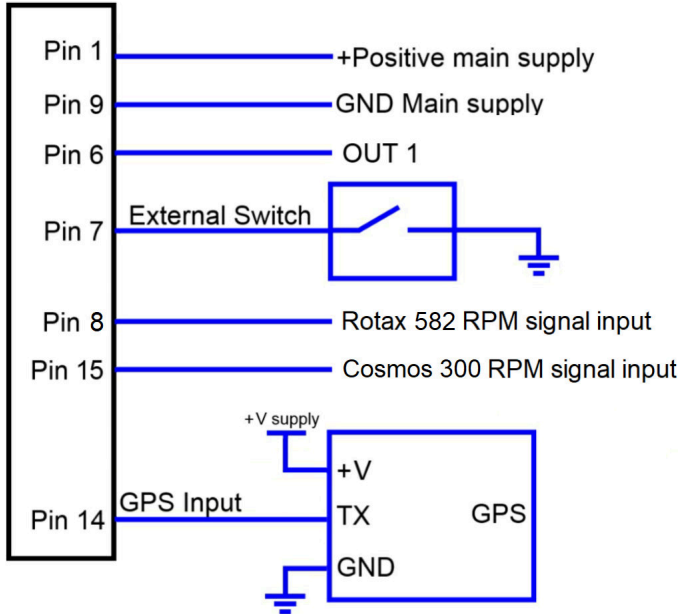 Pin 1
+Positive main supply
Pin 9
GND Main supply
Pin 6
OUT 1
External Switch
Pin 7
Pin 8
Rotax 582 RPM signal input
Pin 15
Cosmos 300 RPM signal input
+V supply
+V
GPS Input
Pin 14
TX
GPS
GND